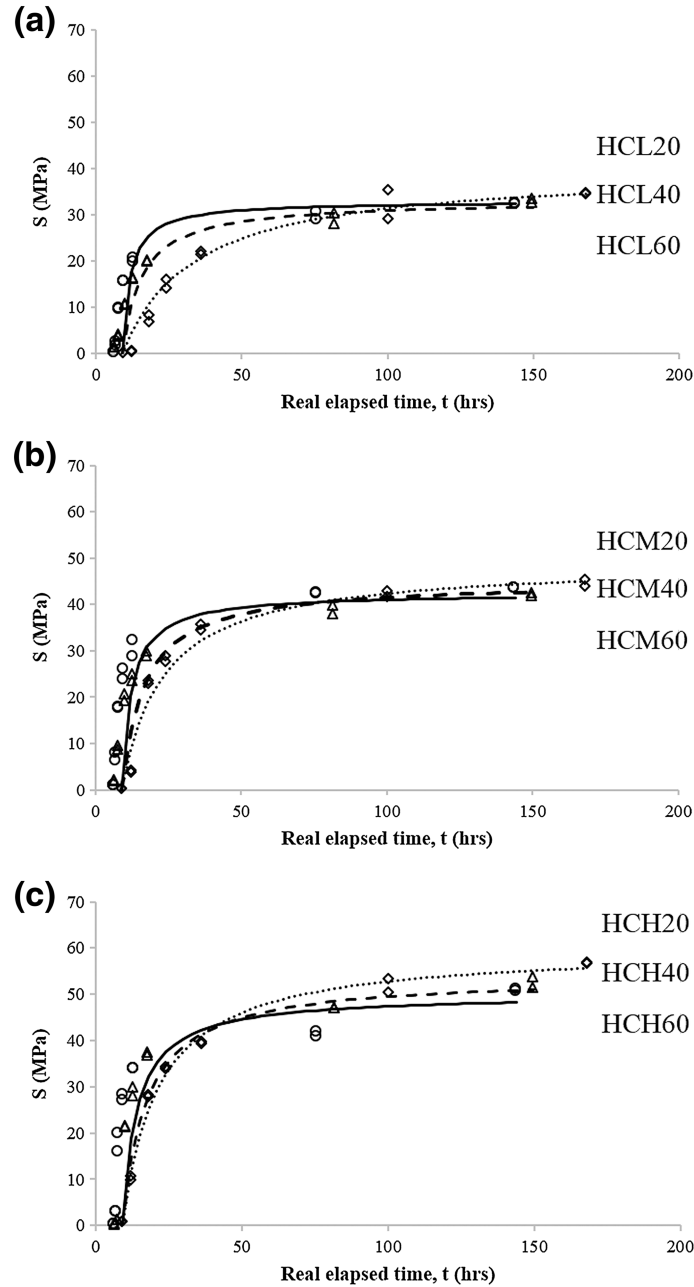 (a)
70
60
50
40
30
20
10
0
S (MPa)
0 50 100 150 200
Real elapsed time, t (hrs)
HCL20
HCL40
HCL60
(b)
70
60
50
40
30
20
10
0
S (MPa)
0 50 100 150 200
Real elapsed time, t (hrs)
HCM20
HCM40
HCM60
(c)
70
60
50
40
30
20
10
0
S (MPa)
0 50 100 150 200
Real elapsed time, t (hrs)
HCH20
HCH40
HCH60